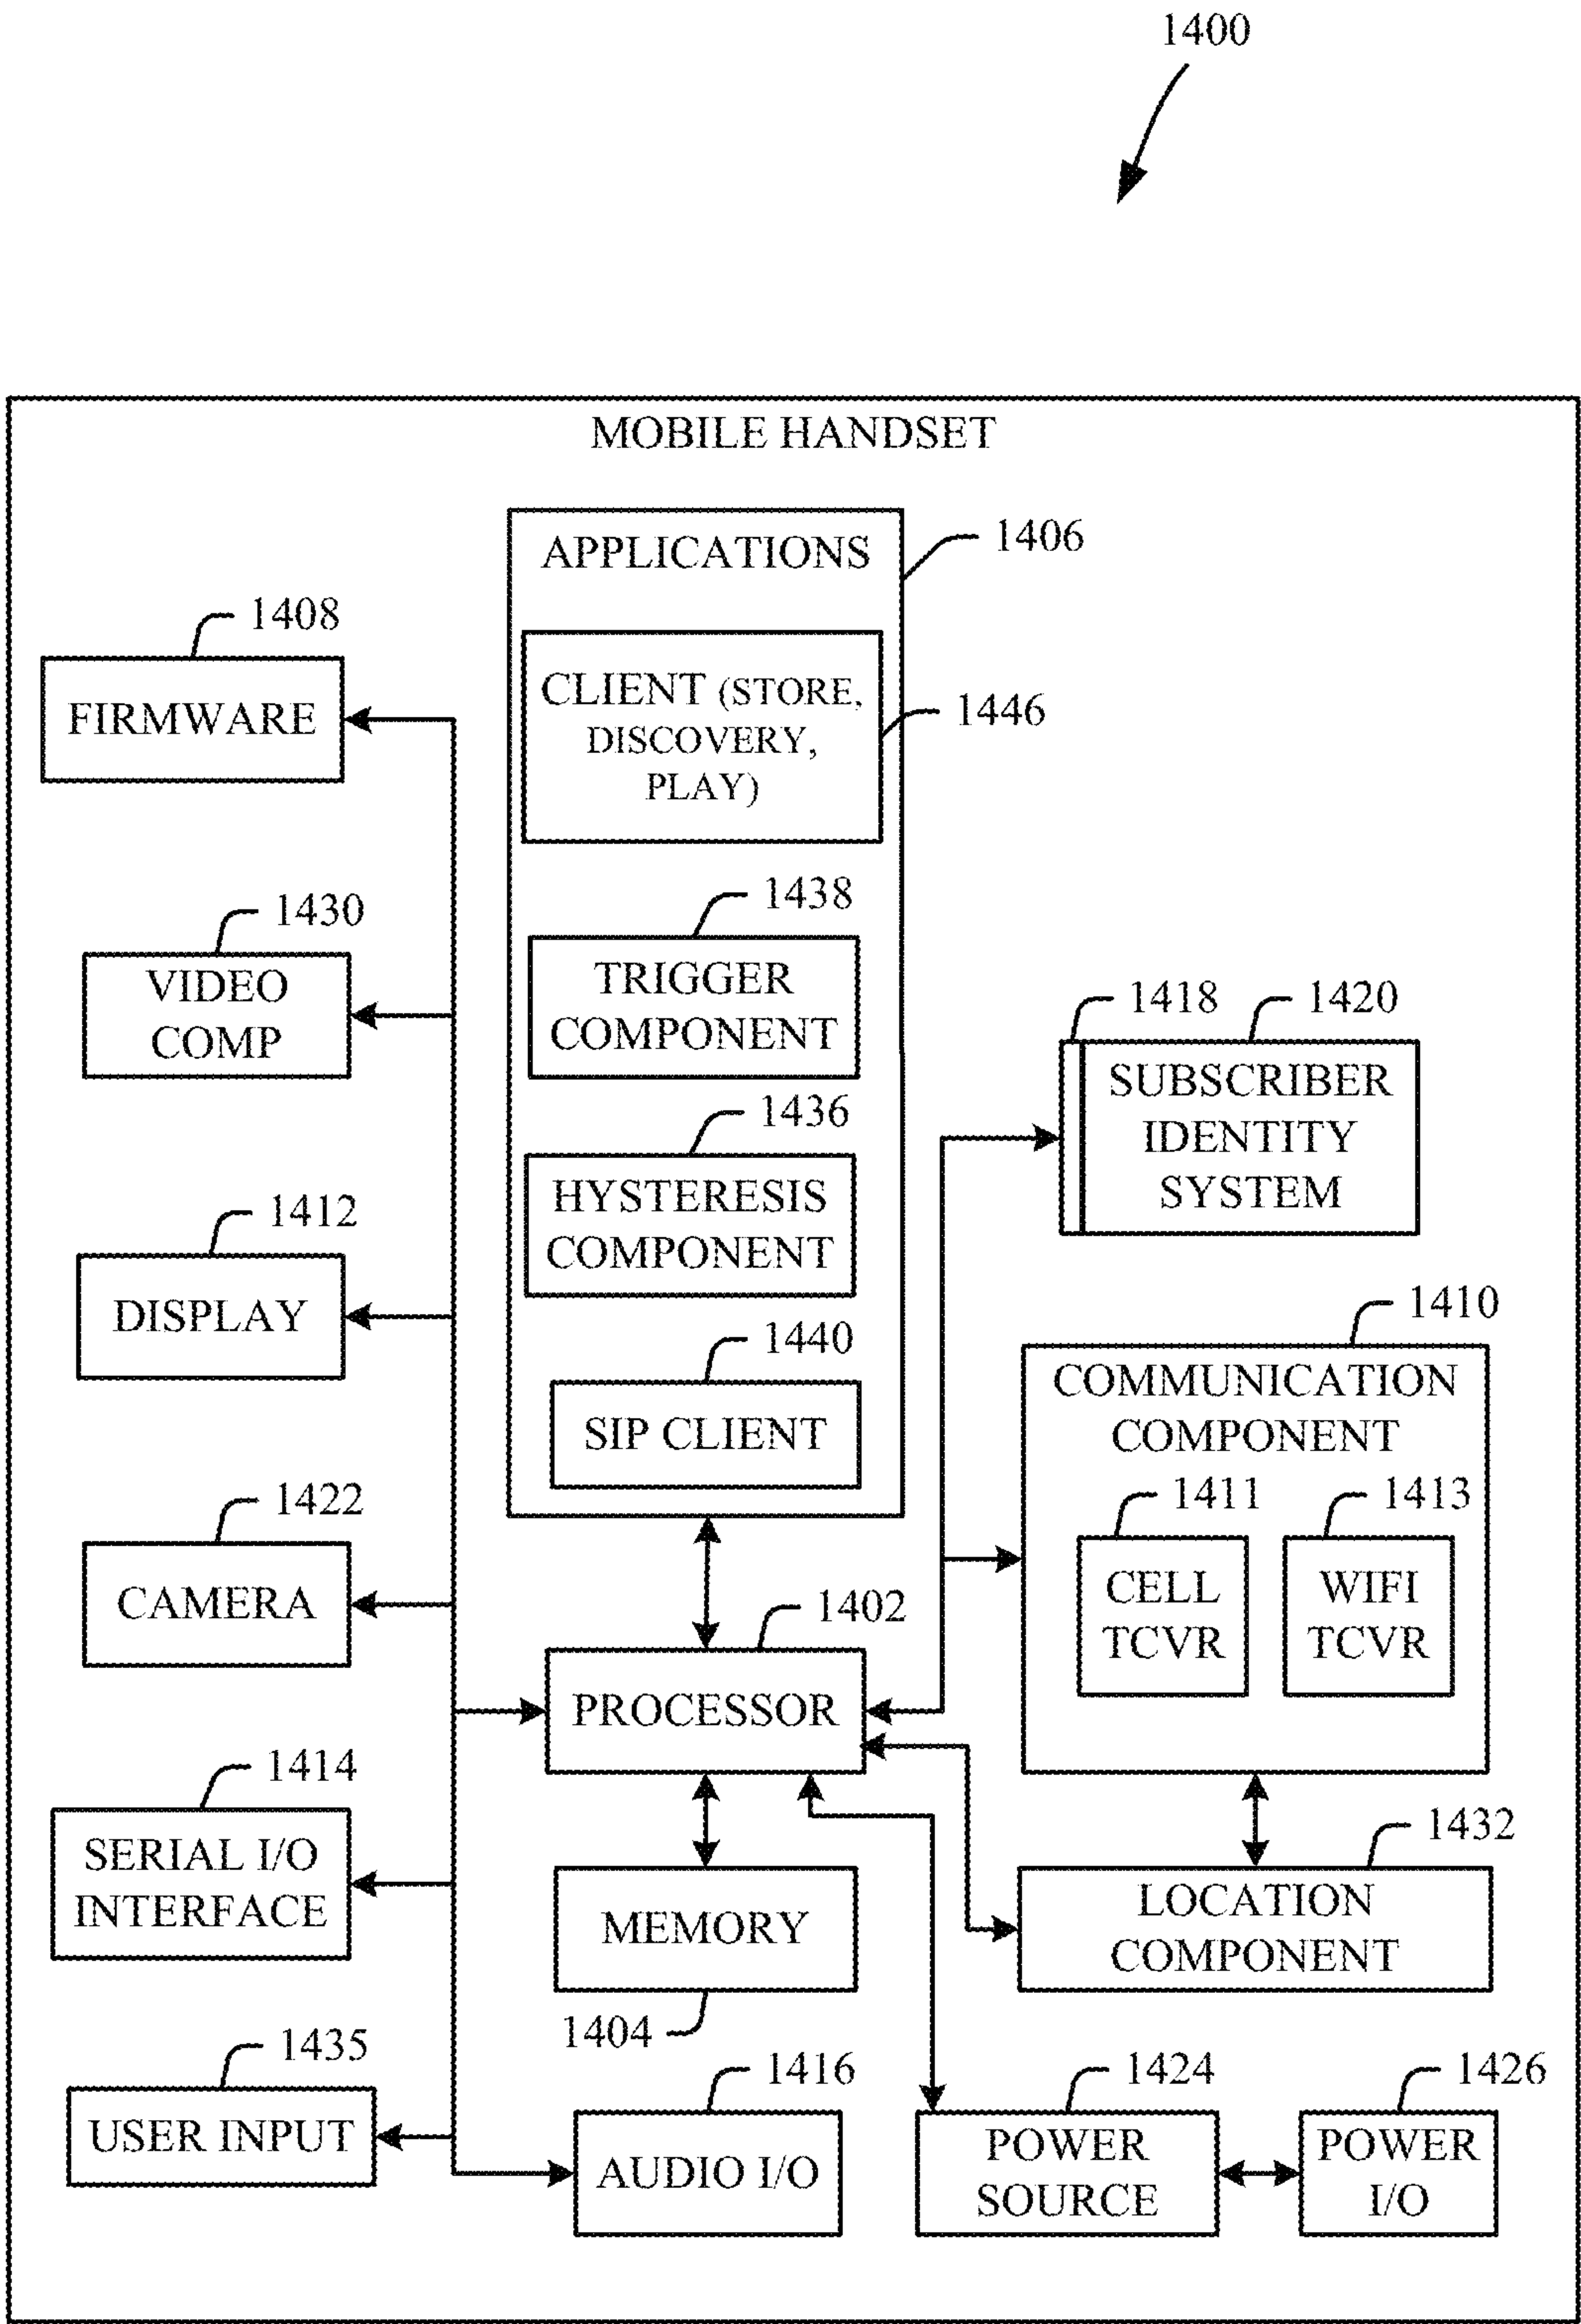 1400
MOBILE HANDSET
APPLICATIONS
1406
1408
FIRMWARE
CLIENT (STORE,
DISCOVERY,
PLAY)
1446
1430
VIDEO
COMP
1438
TRIGGER
COMPONENT
1436
HYSTERESIS
COMPONENT
1418
1420
SUBSCRIBER
IDENTITY
SYSTEM
1412
DISPLAY
1440
SIP CLIENT
1410
COMMUNICATION
COMPONENT
1411
1413
CELL
TCVR
WIFI
TCVR
1422
CAMERA
1402
PROCESSOR
1414
SERIAL I/O
INTERFACE
MEMORY
1404
1432
LOCATION
COMPONENT
1435
USER INPUT
1416
AUDIO I/O
1424
POWER
SOURCE
1426
POWER
I/O